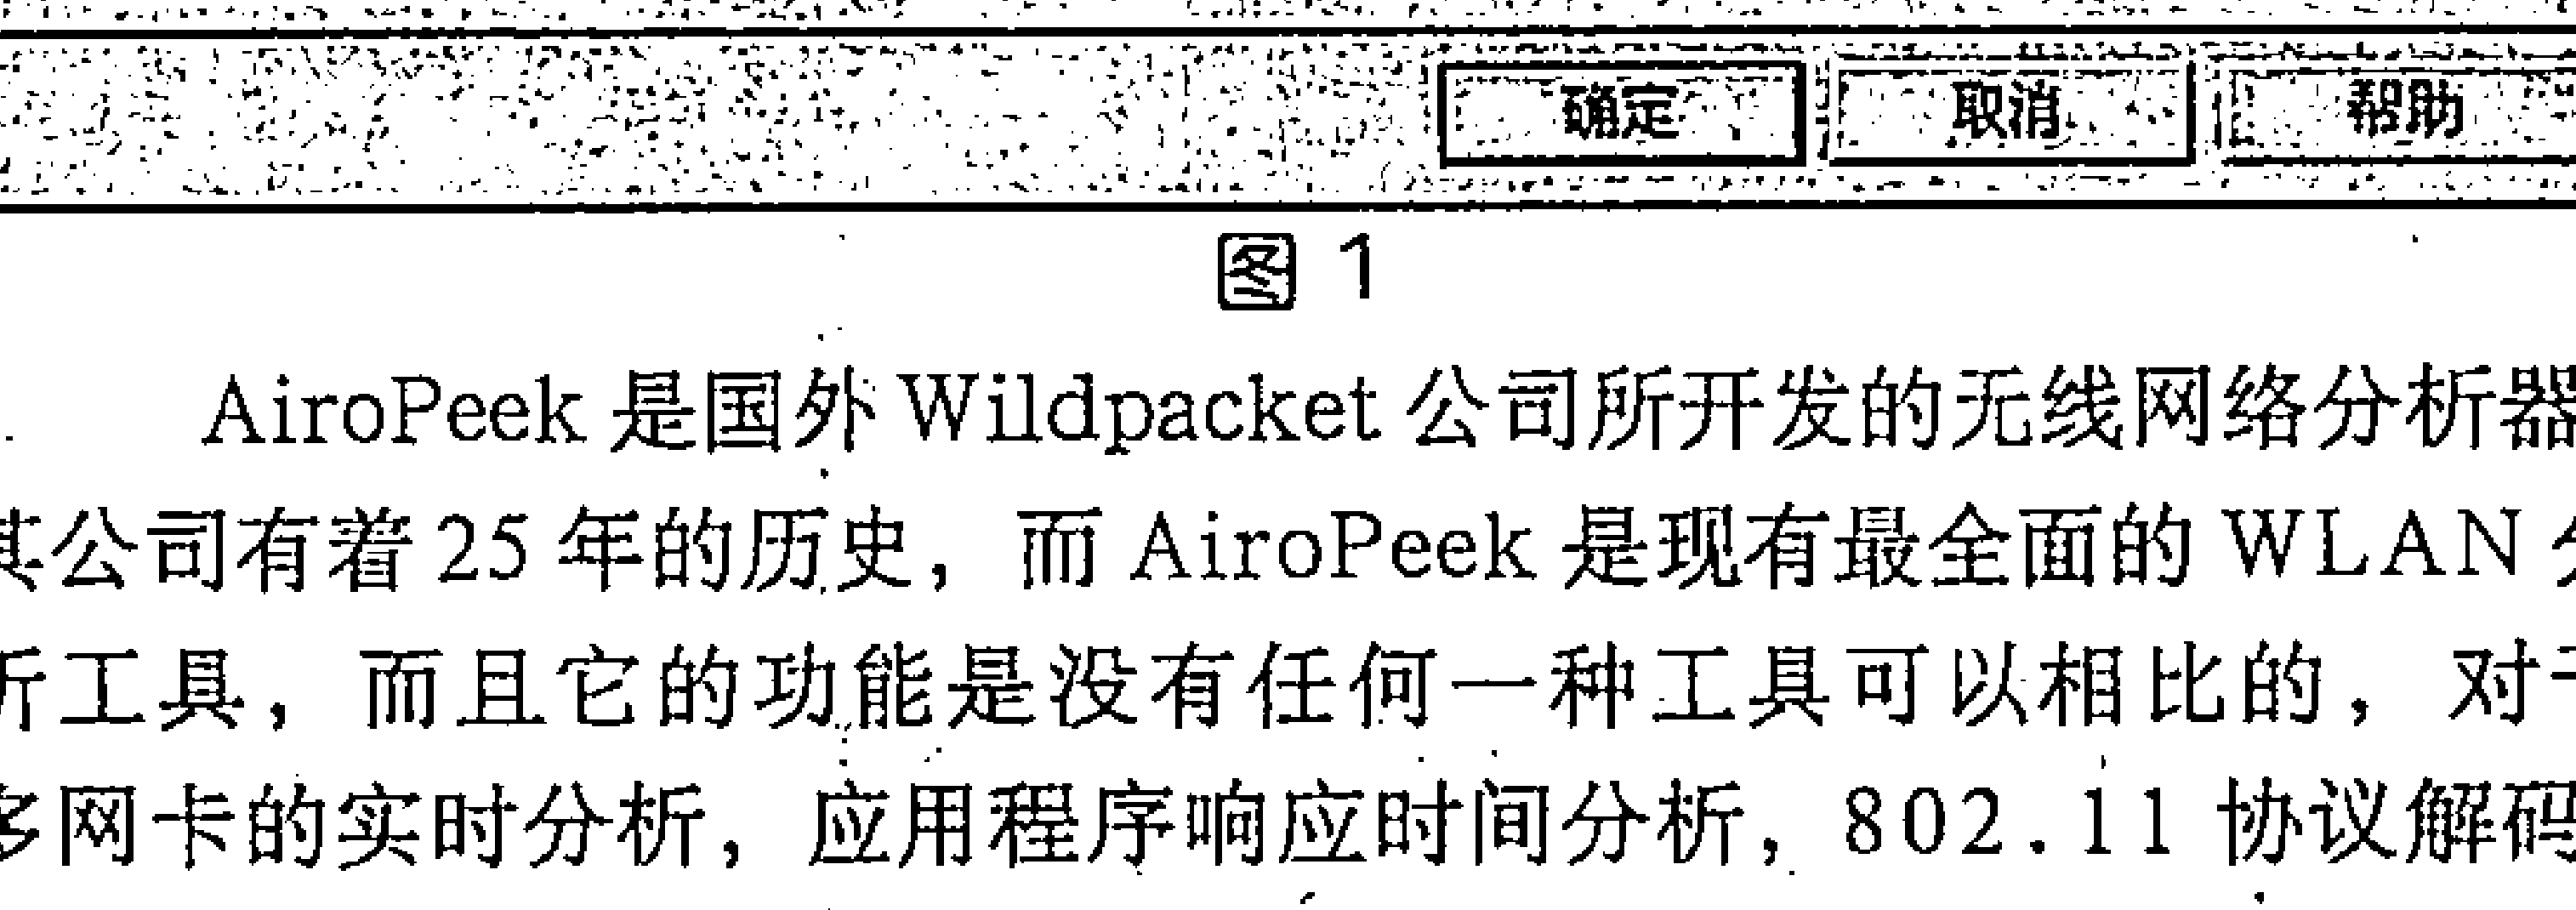 确定 取消 帮助
图 1
AiroPeek 是国外 Wildpacket 公司所开发的无线网络分析器
其公司有着 25 年的历史，而 AiroPeek 是现有最全面的 WLAN 分
析工具，而且它的功能是没有任何一种工具可以相比的，对于
多网卡的实时分析，应用程序响应时间分析，802.11 协议解码